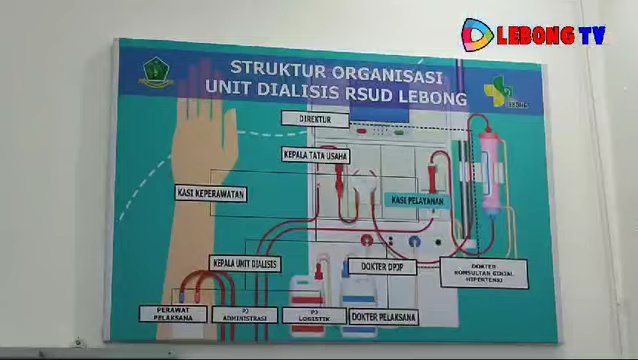 LEBONG TV
STRUKTUR ORGANISASI
UNIT DIALISIS RSUD LEBONG
DIREKTUR
KEPALA TATA USAHA
KASI KEPERAWATAN
KASI PELAYANAN
KEPALA UNIT DIALISIS
DOKTER DPJP
DOKTER
KONSULTAN GINJAL
HIPERTENSI
PERAWAT
PELAKSANA
PJ
ADMINISTRASI
PJ
LOGISTIK
DOKTER PELAKSANA